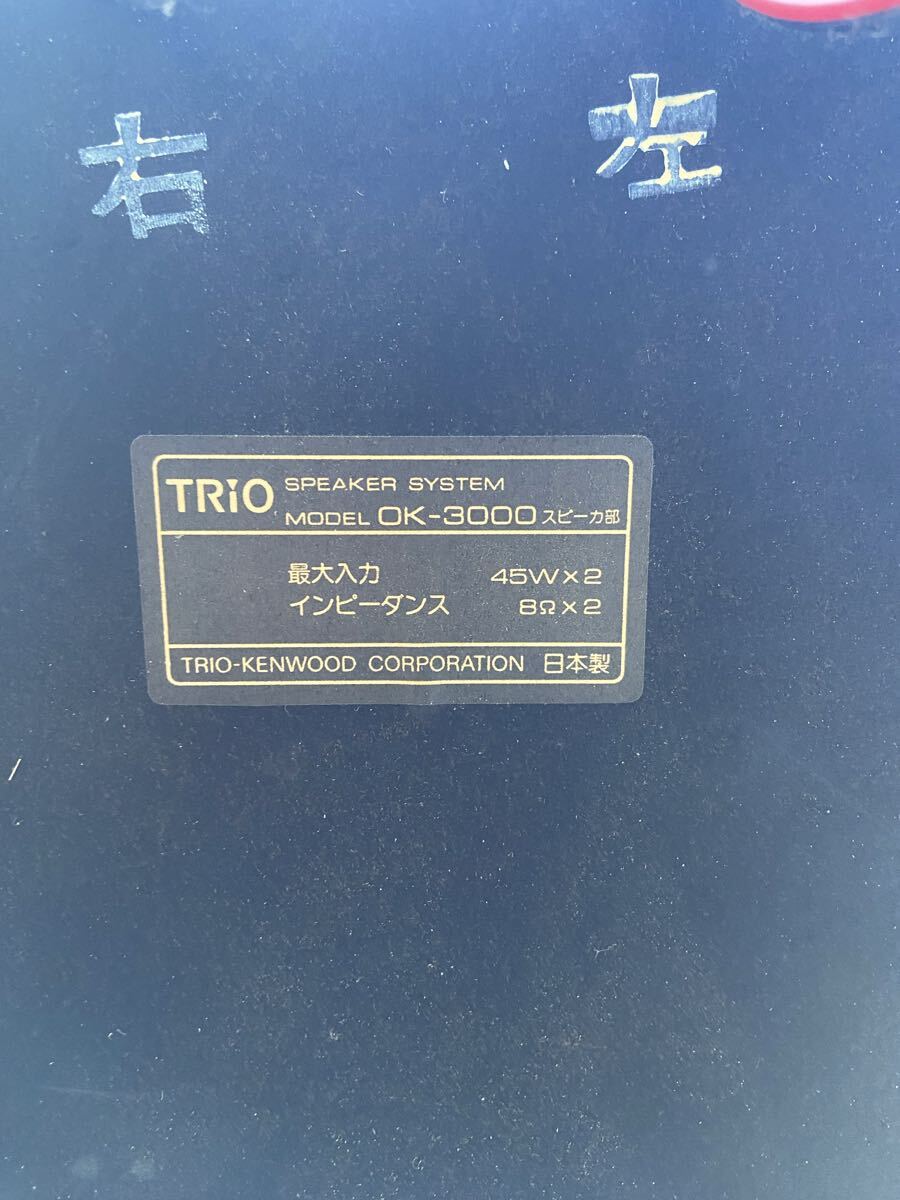 右 左
TRIO SPEAKER SYSTEM
MODEL OK-3000 スピーカ部
最大入力 45W×2
インピーダンス 8Ω×2
TRIO-KENWOOD CORPORATION 日本製